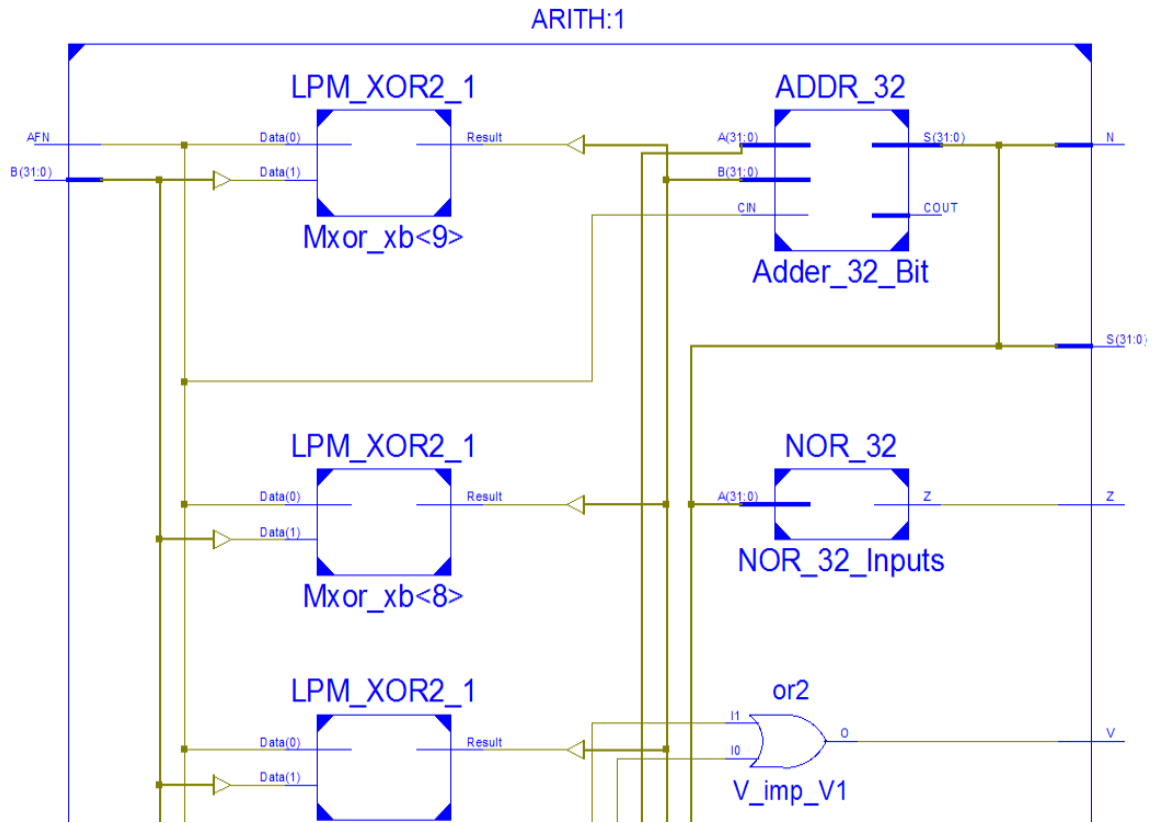 ARITH:1
LPM_XOR2_1
ADDR_32
AFN
Data(0)
Result
A(31:0)
S(31:0)
N
B(31:0)
Data(1)
B(31:0)
CIN
COUT
Mxor_xb<9>
Adder_32_Bit
S(31:0)
LPM_XOR2_1
NOR_32
Data(0)
Result
A(31:0)
Z
Z
Data(1)
Mxor_xb<8>
NOR_32_Inputs
LPM_XOR2_1
or2
I1
Data(0)
Result
O
V
I0
Data(1)
V_imp_V1